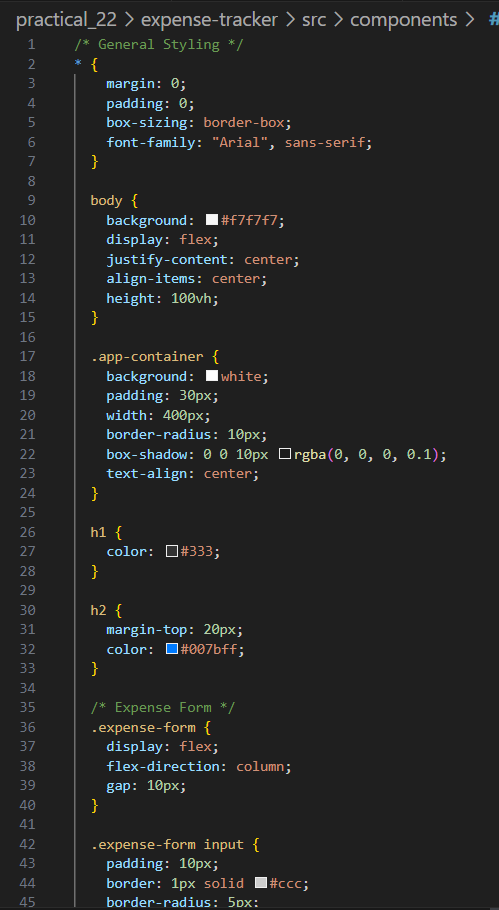 practical_22 > expense-tracker > src > components > #
1 /* General Styling */
2 * {
3 margin: 0;
4 padding: 0;
5 box-sizing: border-box;
6 font-family: "Arial", sans-serif;
7 }
8
9 body {
10 background: #f7f7f7;
11 display: flex;
12 justify-content: center;
13 align-items: center;
14 height: 100vh;
15 }
16
17 .app-container {
18 background: white;
19 padding: 30px;
20 width: 400px;
21 border-radius: 10px;
22 box-shadow: 0 0 10px rgba(0, 0, 0, 0.1);
23 text-align: center;
24 }
25
26 h1 {
27 color: #333;
28 }
29
30 h2 {
31 margin-top: 20px;
32 color: #007bff;
33 }
34
35 /* Expense Form */
36 .expense-form {
37 display: flex;
38 flex-direction: column;
39 gap: 10px;
40 }
41
42 .expense-form input {
43 padding: 10px;
44 border: 1px solid #ccc;
45 border-radius: 5px;